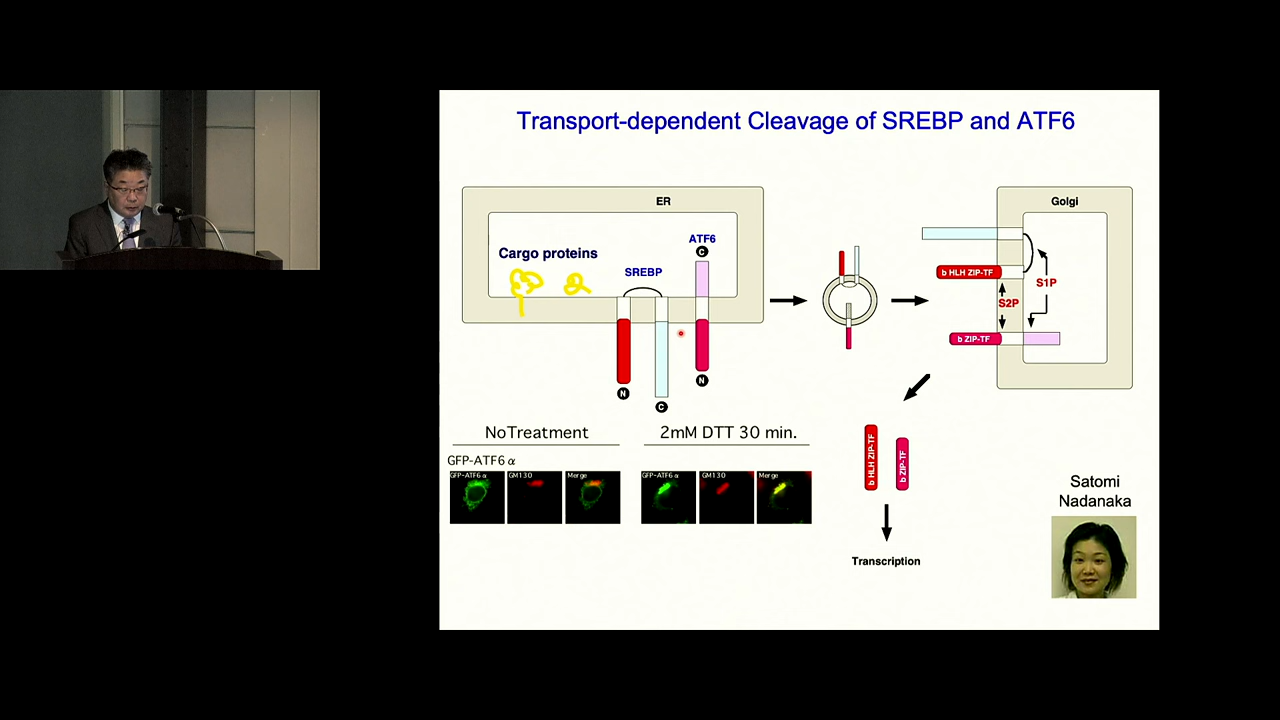 Transport-dependent Cleavage of SREBP and ATF6
ER
Cargo proteins
SREBP
ATF6
C
N
C
N
Golgi
b HLH ZIP-TF
S1P
S2P
b ZIP-TF
b HLH ZIP-TF
b ZIP-TF
Transcription
NoTreatment
2mM DTT 30 min.
GFP-ATF6 α
GFP-ATF6 α
GM130
Merge
GFP-ATF6 α
GM130
Merge
Satomi
Nadanaka